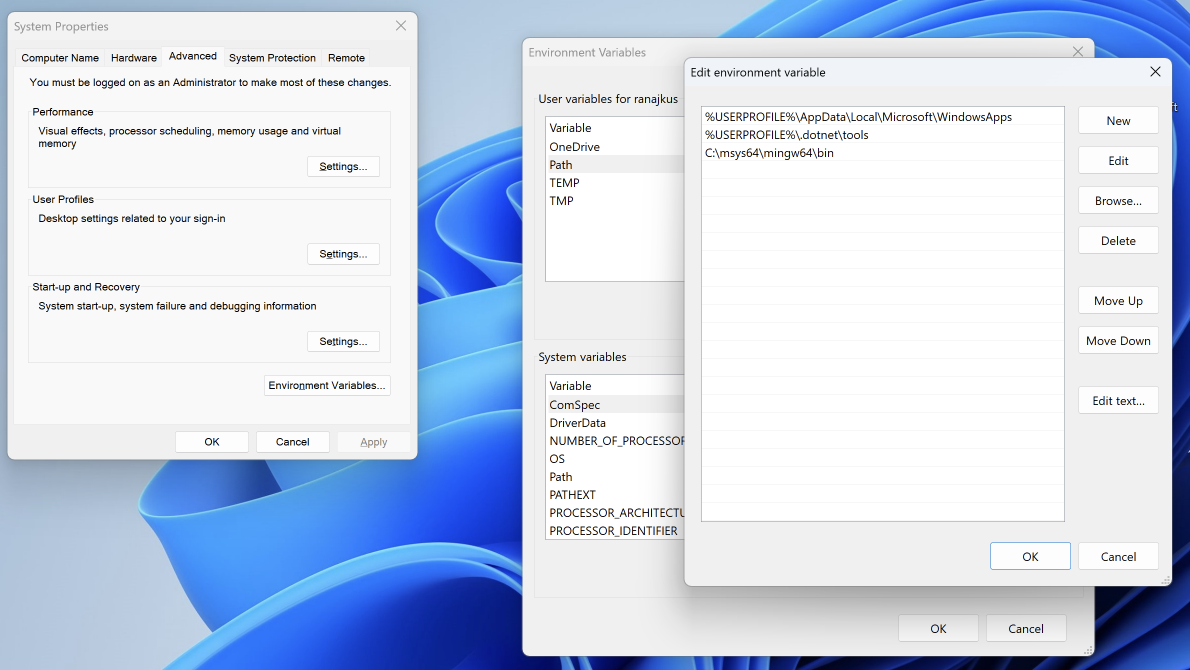 System Properties
Computer Name Hardware Advanced System Protection Remote
You must be logged on as an Administrator to make most of these changes.
Performance
Visual effects, processor scheduling, memory usage and virtual
memory
Settings...
User Profiles
Desktop settings related to your sign-in
Settings...
Start-up and Recovery
System start-up, system failure and debugging information
Settings...
Environment Variables...
OK Cancel Apply
Environment Variables
User variables for ranajkus
Variable
OneDrive
Path
TEMP
TMP
System variables
Variable
ComSpec
DriverData
NUMBER_OF_PROCESSOR
OS
Path
PATHEXT
PROCESSOR_ARCHITECTU
PROCESSOR_IDENTIFIER
OK Cancel
Edit environment variable
%USERPROFILE%\AppData\Local\Microsoft\WindowsApps
%USERPROFILE%\.dotnet\tools
C:\msys64\mingw64\bin
New
Edit
Browse...
Delete
Move Up
Move Down
Edit text...
OK Cancel